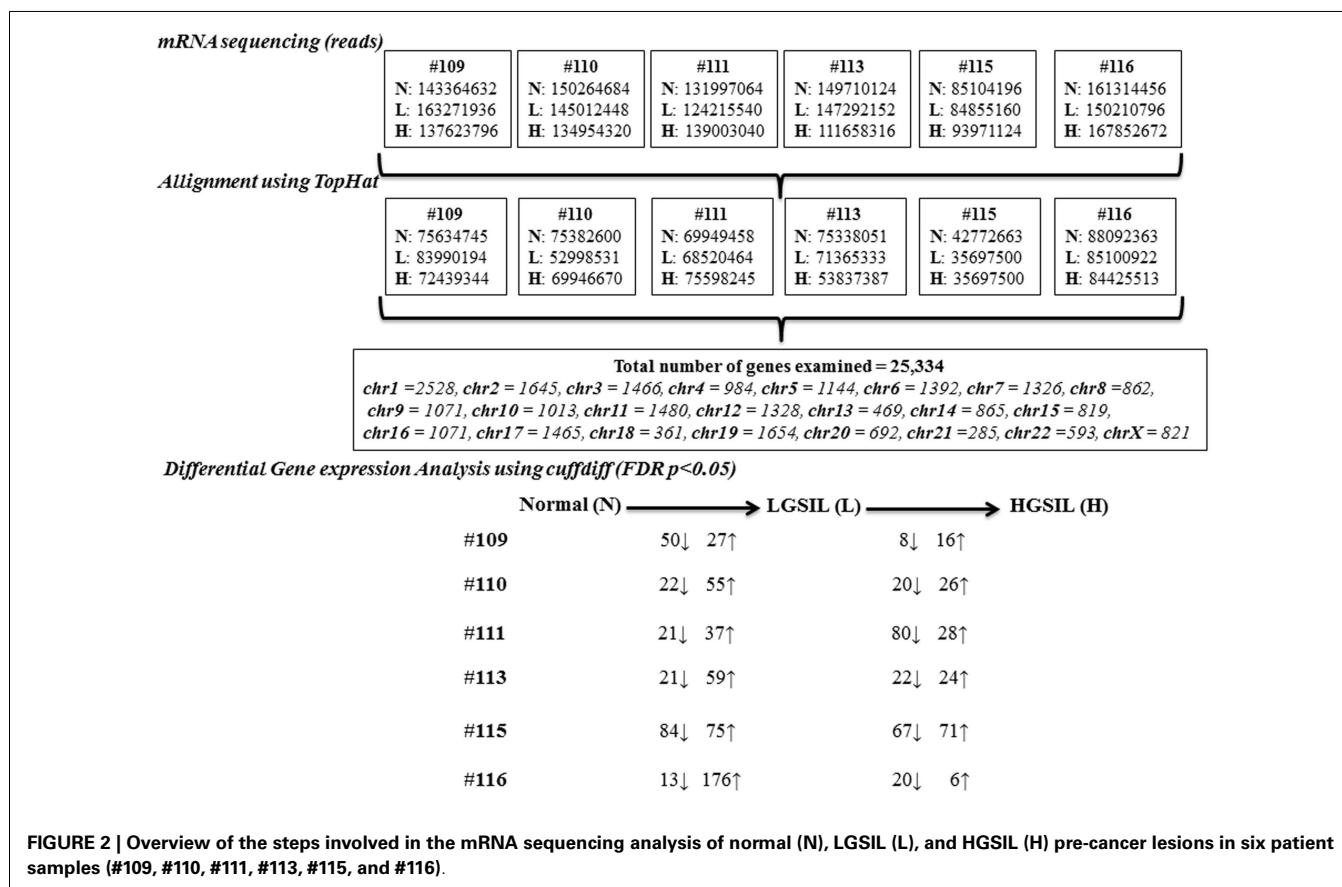 mRNA sequencing (reads)
#109
N: 143364632
L: 163271936
H: 137623796
#110
N: 150264684
L: 145012448
H: 134954320
#111
N: 131997064
L: 124215540
H: 139003040
#113
N: 149710124
L: 147292152
H: 111658316
#115
N: 85104196
L: 84855160
H: 93971124
#116
N: 161314456
L: 150210796
H: 167852672
Allignment using TopHat
#109
N: 75634745
L: 83990194
H: 72439344
#110
N: 75382600
L: 52998531
H: 69946670
#111
N: 69949458
L: 68520464
H: 75598245
#113
N: 75338051
L: 71365333
H: 53837387
#115
N: 42772663
L: 35697500
H: 35697500
#116
N: 88092363
L: 85100922
H: 84425513
Total number of genes examined = 25,334
chr1 =2528, chr2 = 1645, chr3 = 1466, chr4 = 984, chr5 = 1144, chr6 = 1392, chr7 = 1326, chr8 =862,
chr9 = 1071, chr10 = 1013, chr11 = 1480, chr12 = 1328, chr13 = 469, chr14 = 865, chr15 = 819,
chr16 = 1071, chr17 = 1465, chr18 = 361, chr19 = 1654, chr20 = 692, chr21 =285, chr22 =593, chrX = 821
Differential Gene expression Analysis using cuffdiff (FDR p<0.05)
Normal (N) LGSIL (L) HGSIL (H)
#109 50↓ 27↑ 8↓ 16↑
#110 22↓ 55↑ 20↓ 26↑
#111 21↓ 37↑ 80↓ 28↑
#113 21↓ 59↑ 22↓ 24↑
#115 84↓ 75↑ 67↓ 71↑
#116 13↓ 176↑ 20↓ 6↑
FIGURE 2 | Overview of the steps involved in the mRNA sequencing analysis of normal (N), LGSIL (L), and HGSIL (H) pre-cancer lesions in six patient
samples (#109, #110, #111, #113, #115, and #116).